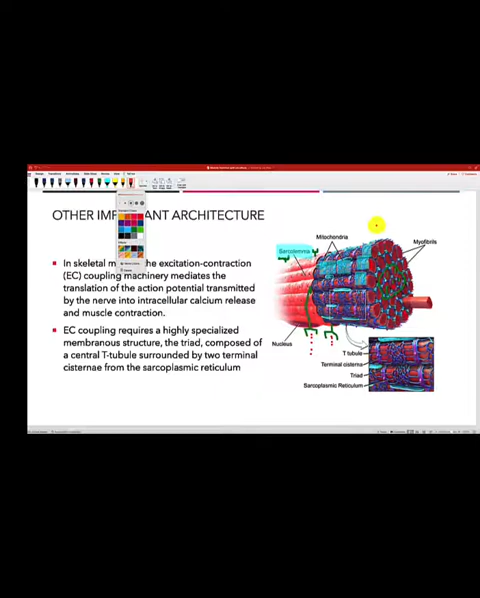 OTHER IMP ANT ARCHITECTURE
In skeletal m he excitation-contraction
(EC) coupling machinery mediates the
translation of the action potential transmitted
by the nerve into intracellular calcium release
and muscle contraction.
EC coupling requires a highly specialized
membranous structure, the triad, composed of
a central T-tubule surrounded by two terminal
cisternae from the sarcoplasmic reticulum
Mitochondria
Sarcolemma
Myofibrils
Nucleus
T tubule
Terminal cisterna
Triad
Sarcoplasmic Reticulum